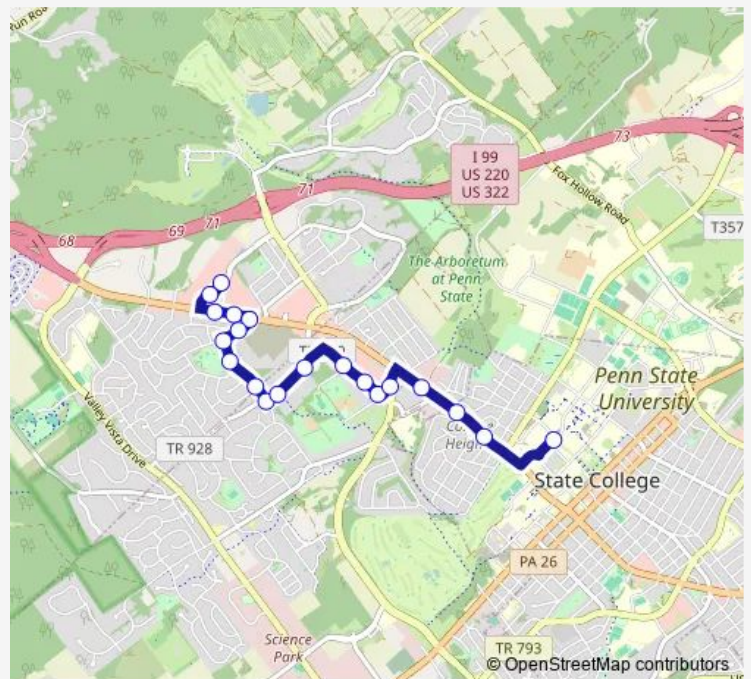 Run Roa
I 99
US 220
US 322
73
71
Fox Hollow Road
68
69
71
T357
The Arboretum
at Penn
State
Penn State
University
Valley Vista Drive
TR 928
Heigh
State College
PA 26
Science
Park
TR 793
© OpenStreetMap contributors